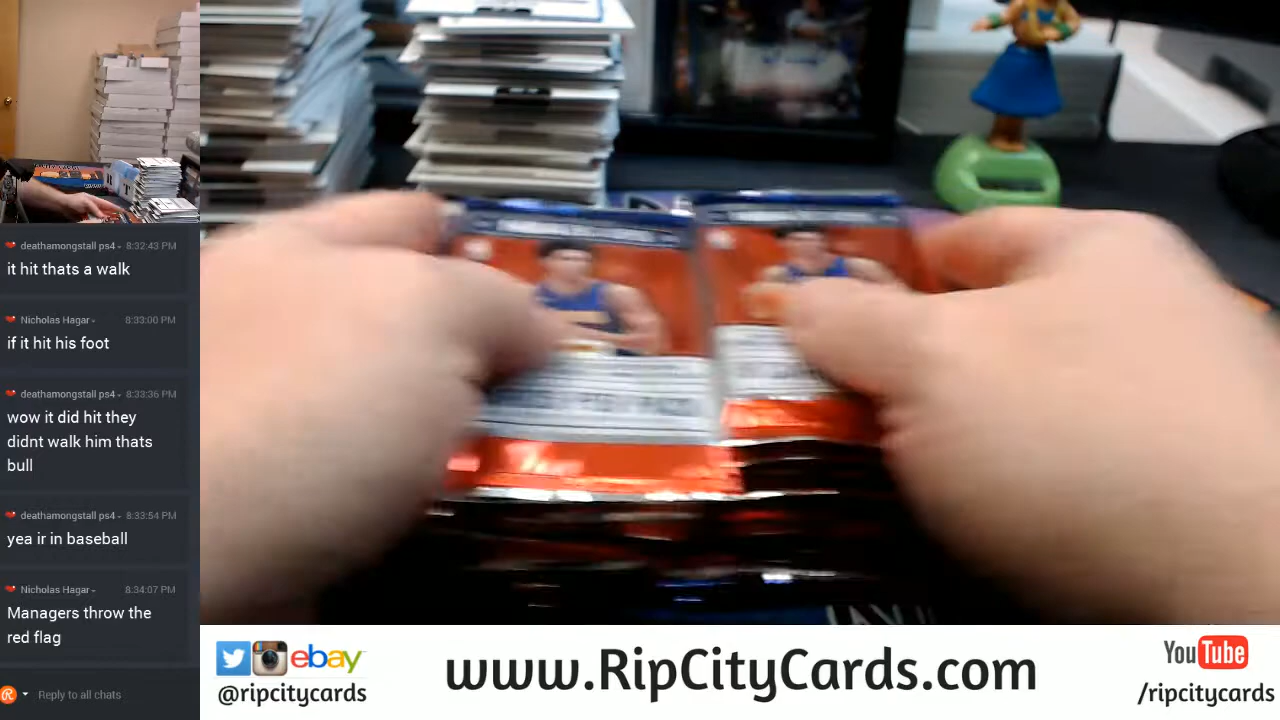 deathamongstall ps4- 8:32:43 PM
it hit thats a walk
Nicholas Hagar- 8:33:00 PM
if it hit his foot
deathamongstall ps4- 8:33:36 PM
wow it did hit they
didnt walk him thats
bull
deathamongstall ps4- 8:33:54 PM
yea ir in baseball
Nicholas Hagar- 8:34:07 PM
Managers throw the
red flag
Reply to all chats
ebay
@ripcitycards
www.RipCityCards.com
YouTube
/ripcitycards